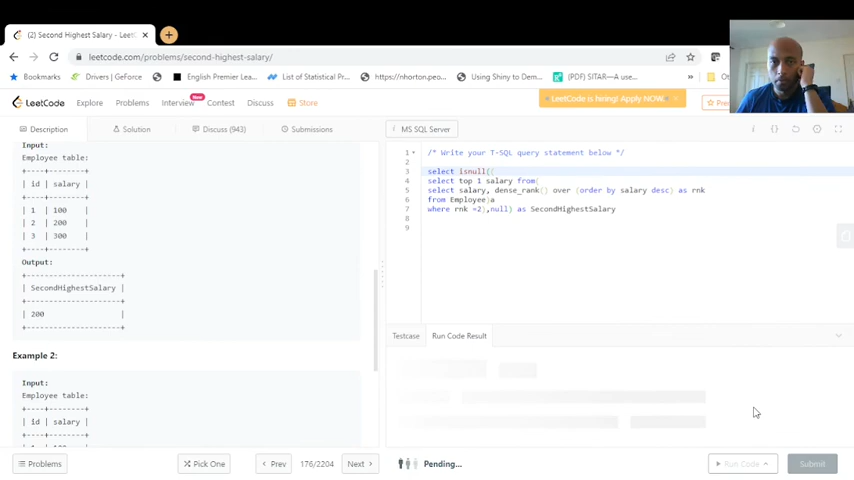 (2) Second Highest Salary - Leet
leetcode.com/problems/second-highest-salary/
Bookmarks
Drivers | GeForce
English Premier Lea...
List of Statistical Pro...
https://nhorton.peo...
Using Shiny to Dem...
(PDF) SITAR—A use...
»
LeetCode
Explore
Problems
Interview
New
Contest
Discuss
Store
LeetCode is hiring! Apply NOW.
Description
Solution
Discuss (943)
Submissions
MS SQL Server
Input:
Employee table:
+----+--------+
| id | salary |
+----+--------+
| 1 | 100 |
| 2 | 200 |
| 3 | 300 |
+----+--------+
Output:
+---------------------+
| SecondHighestSalary |
+---------------------+
| 200 |
+---------------------+
Example 2:
Input:
Employee table:
+----+--------+
| id | salary |
+----+--------+
1 /* Write your T-SQL query statement below */
2
3 select isnull((
4 select top 1 salary from(
5 select salary, dense_rank() over (order by salary desc) as rnk
6 from Employee)a
7 where rnk =2),null) as SecondHighestSalary
8
9
Testcase
Run Code Result
Problems
Pick One
Prev
176/2204
Next
Pending...
Run Code
Submit